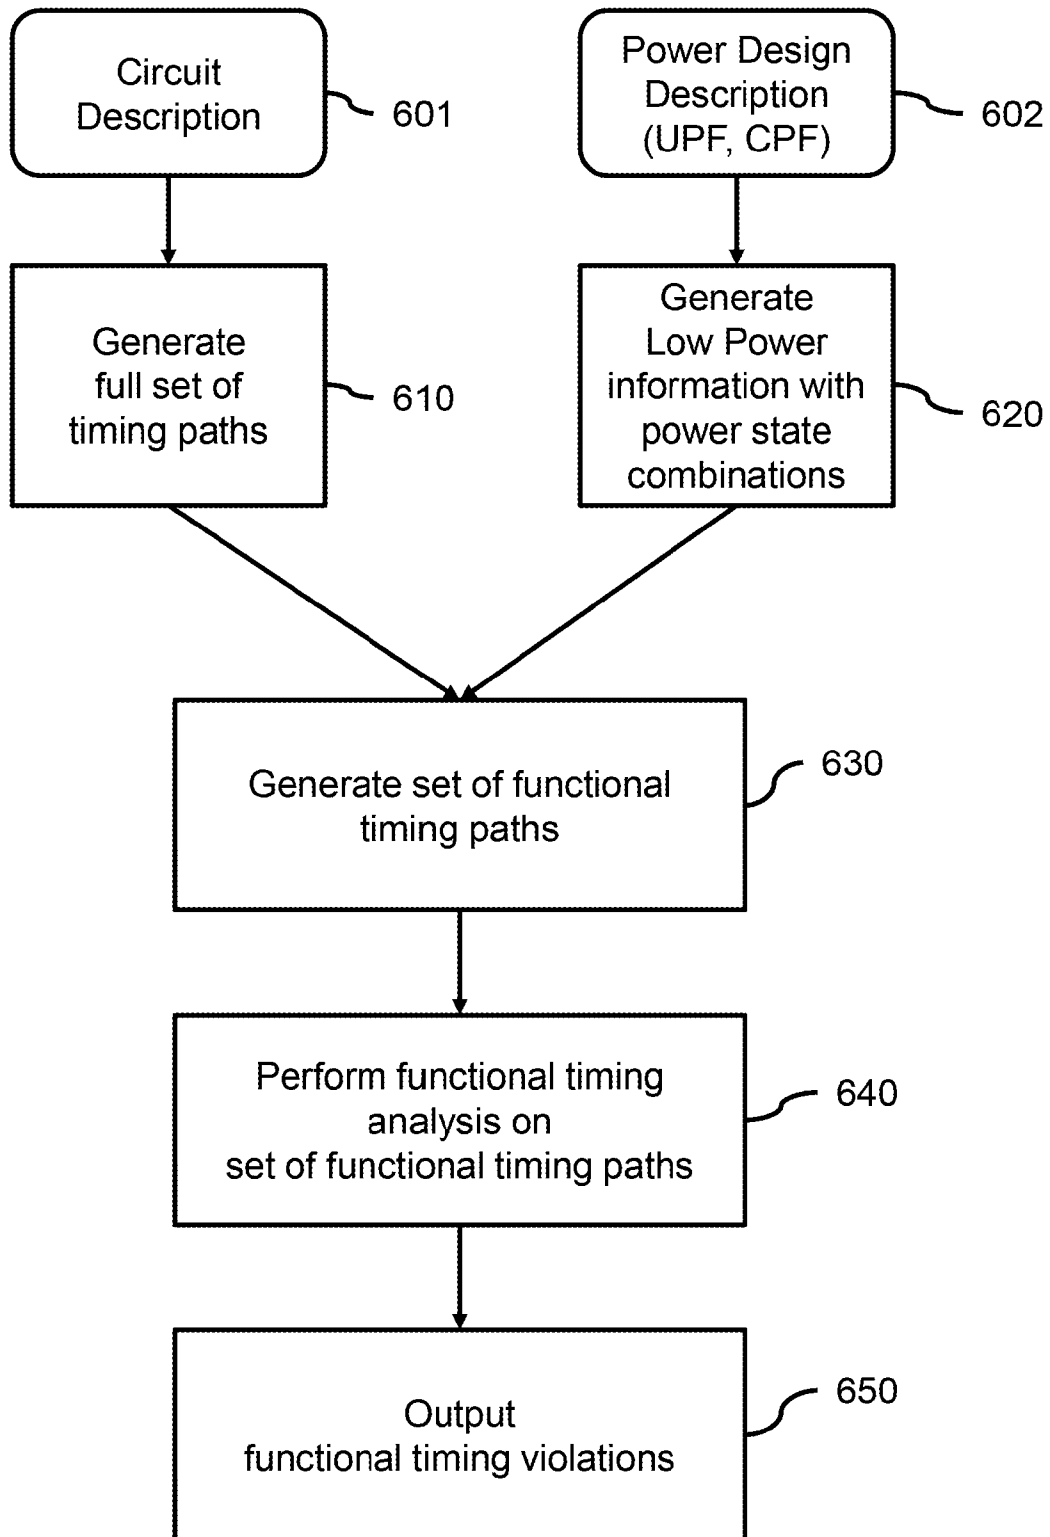 Circuit
Description
601
Power Design
Description
(UPF, CPF)
602
Generate
full set of
timing paths
610
Generate
Low Power
information with
power state
combinations
620
Generate set of functional
timing paths
630
Perform functional timing
analysis on
set of functional timing paths
640
Output
functional timing violations
650